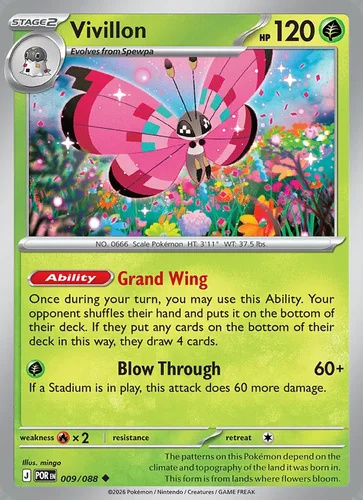 STAGE2
Vivillon
HP 120
Evolves from Spewpa
NO. 0666 Scale Pokémon HT: 3'11" WT: 37.5 lbs.
Ability Grand Wing
Once during your turn, you may use this Ability. Your
opponent shuffles their hand and puts it on the bottom of
their deck. If they put any cards on the bottom of their
deck in this way, they draw 4 cards.
Blow Through 60+
If a Stadium is in play, this attack does 60 more damage.
weakness ×2 resistance retreat
Illus. mingo
J POR EN 009/088
The patterns on this Pokémon depend on the
climate and topography of the land it was born in.
This form is from lands where flowers bloom.
©2026 Pokémon / Nintendo / Creatures / GAME FREAK